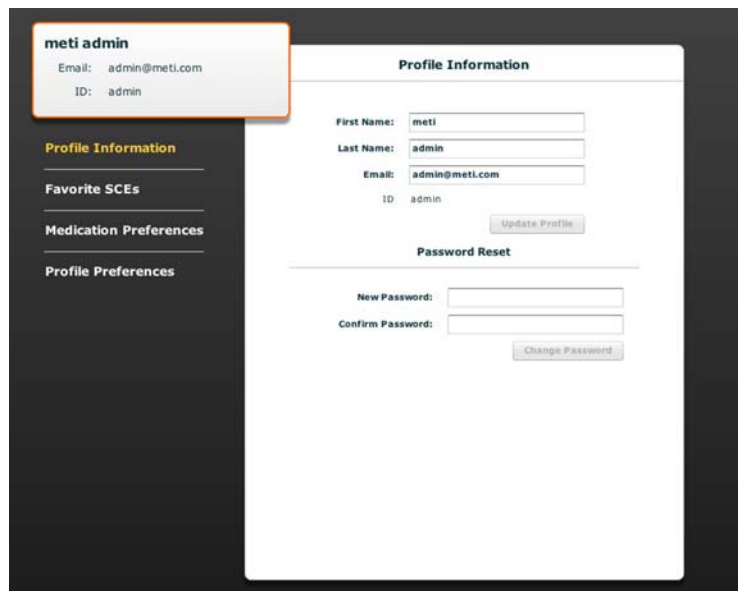 meti admin
Email: admin@meti.com
ID: admin
Profile Information
Favorite SCEs
Medication Preferences
Profile Preferences
Profile Information
First Name: meti
Last Name: admin
Email: admin@meti.com
ID admin
Update Profile
Password Reset
New Password:
Confirm Password:
Change Password